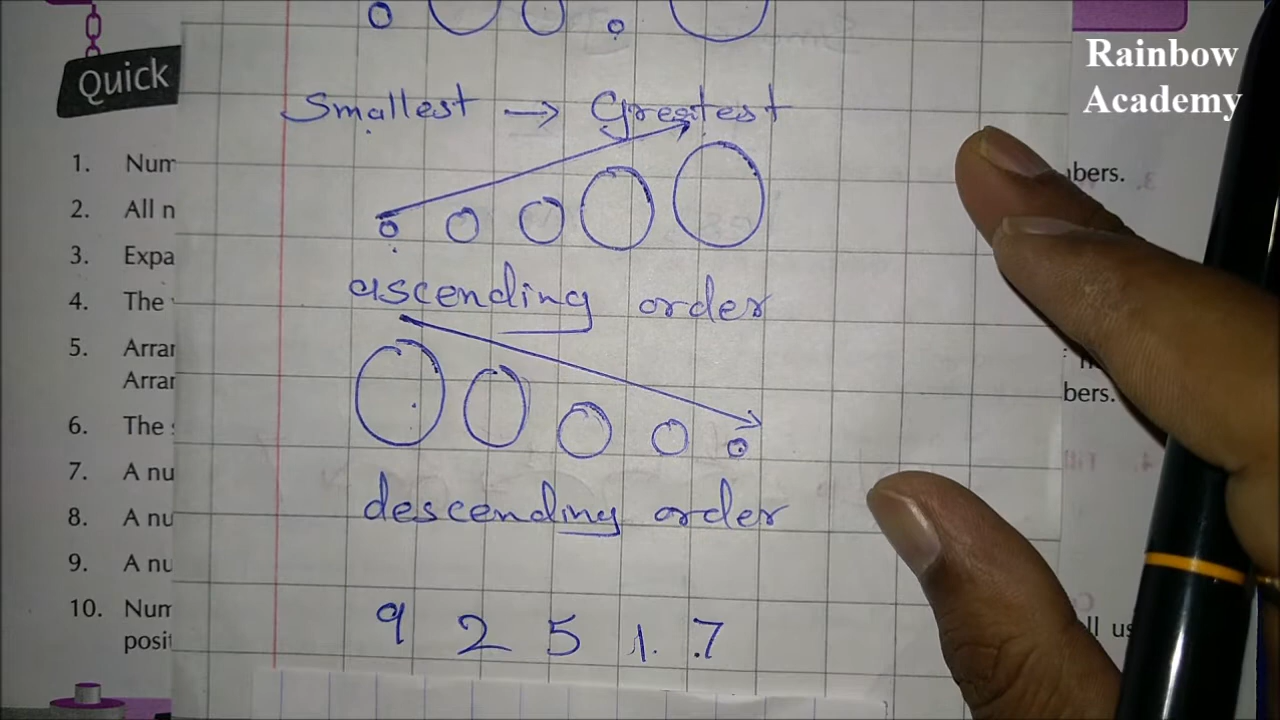 Rainbow
Academy
Quick
Smallest → Greatest
ascending order
descending order
9 2 5 1. .7
1. Num
bers.
2. All n
3. Expa
4. The
5. Arrar
Arrar
bers.
6. The
7. A nu
8. A nu
9. A nu
10. Num
posit
ll us